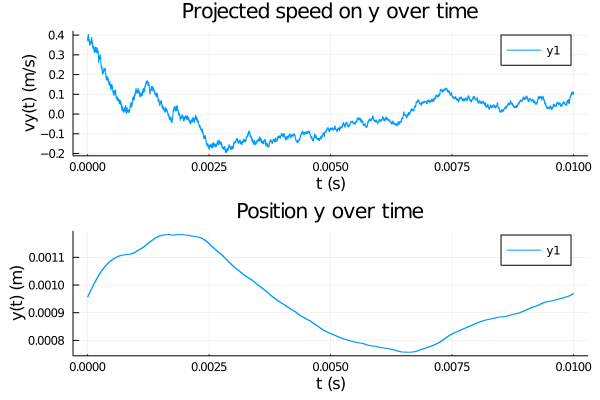 Projected speed on y over time
y1
vy(t) (m/s)
0.4
0.3
0.2
0.1
0.0
−0.1
−0.2
0.0000 0.0025 0.0050 0.0075 0.0100
t (s)
Position y over time
y1
y(t) (m)
0.0011
0.0010
0.0009
0.0008
0.0000 0.0025 0.0050 0.0075 0.0100
t (s)